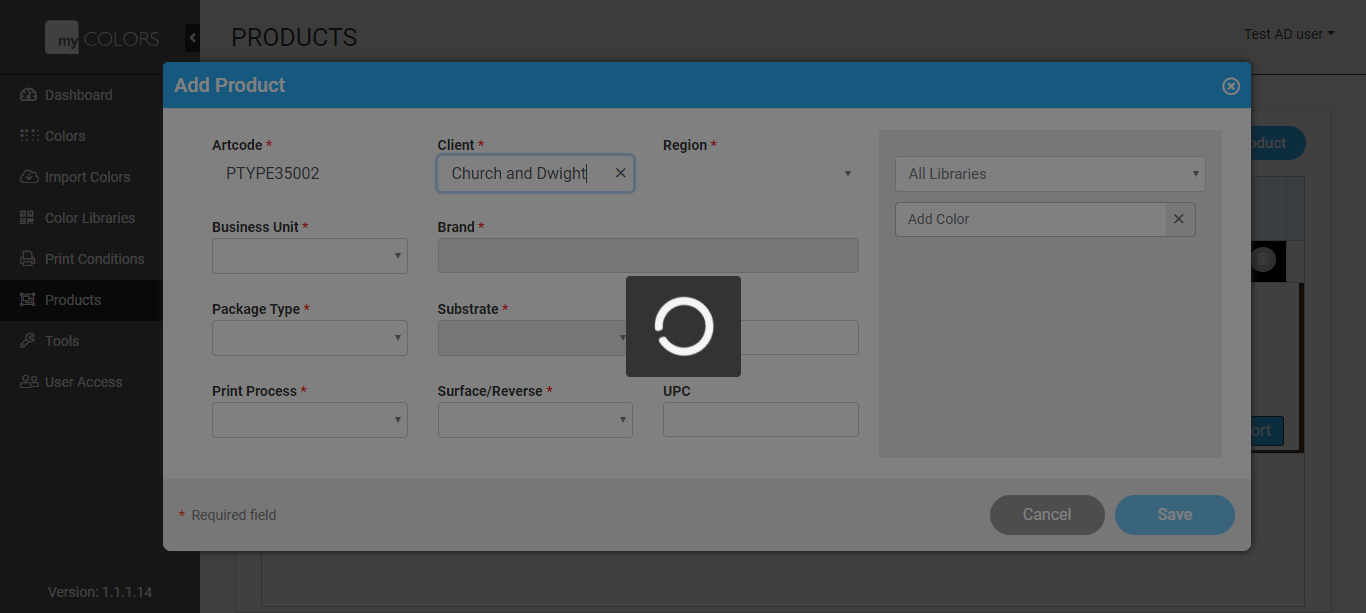 my COLORS
PRODUCTS
Test AD user
Dashboard
Colors
Import Colors
Color Libraries
Print Conditions
Products
Tools
User Access
Version: 1.1.1.14
Add Product
Artcode *
PTYPE35002
Client *
Church and Dwight
Region *
Business Unit *
Brand *
Package Type *
Substrate *
Print Process *
Surface/Reverse *
UPC
All Libraries
Add Color
* Required field
Cancel
Save
oduct
ort